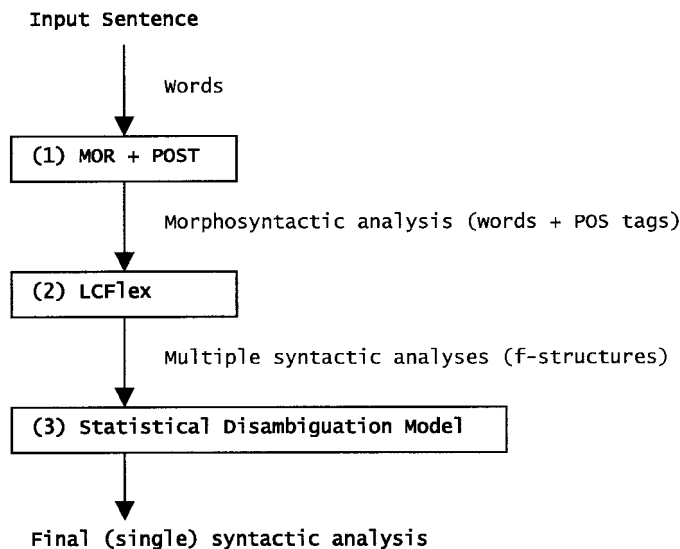 Input Sentence
Words
(1) MOR + POST
Morphosyntactic analysis (words + POS tags)
(2) LCFlex
Multiple syntactic analyses (f-structures)
(3) Statistical Disambiguation Model
Final (single) syntactic analysis